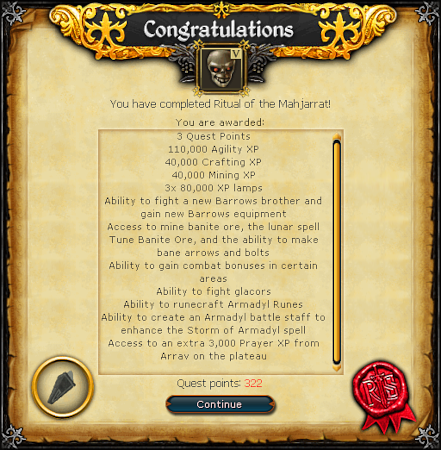 Congratulations
V
You have completed Ritual of the Mahjarrat!
You are awarded:
3 Quest Points
110,000 Agility XP
40,000 Crafting XP
40,000 Mining XP
3x 80,000 XP lamps
Ability to fight a new Barrows brother and
gain new Barrows equipment
Access to mine banite ore, the lunar spell
Tune Banite Ore, and the ability to make
bane arrows and bolts
Ability to gain combat bonuses in certain
areas
Ability to fight glacors
Ability to runecraft Armadyl Runes
Ability to create an Armadyl battle staff to
enhance the Storm of Armadyl spell
Access to an extra 3,000 Prayer XP from
Arrav on the plateau
Quest points: 322
Continue
RS